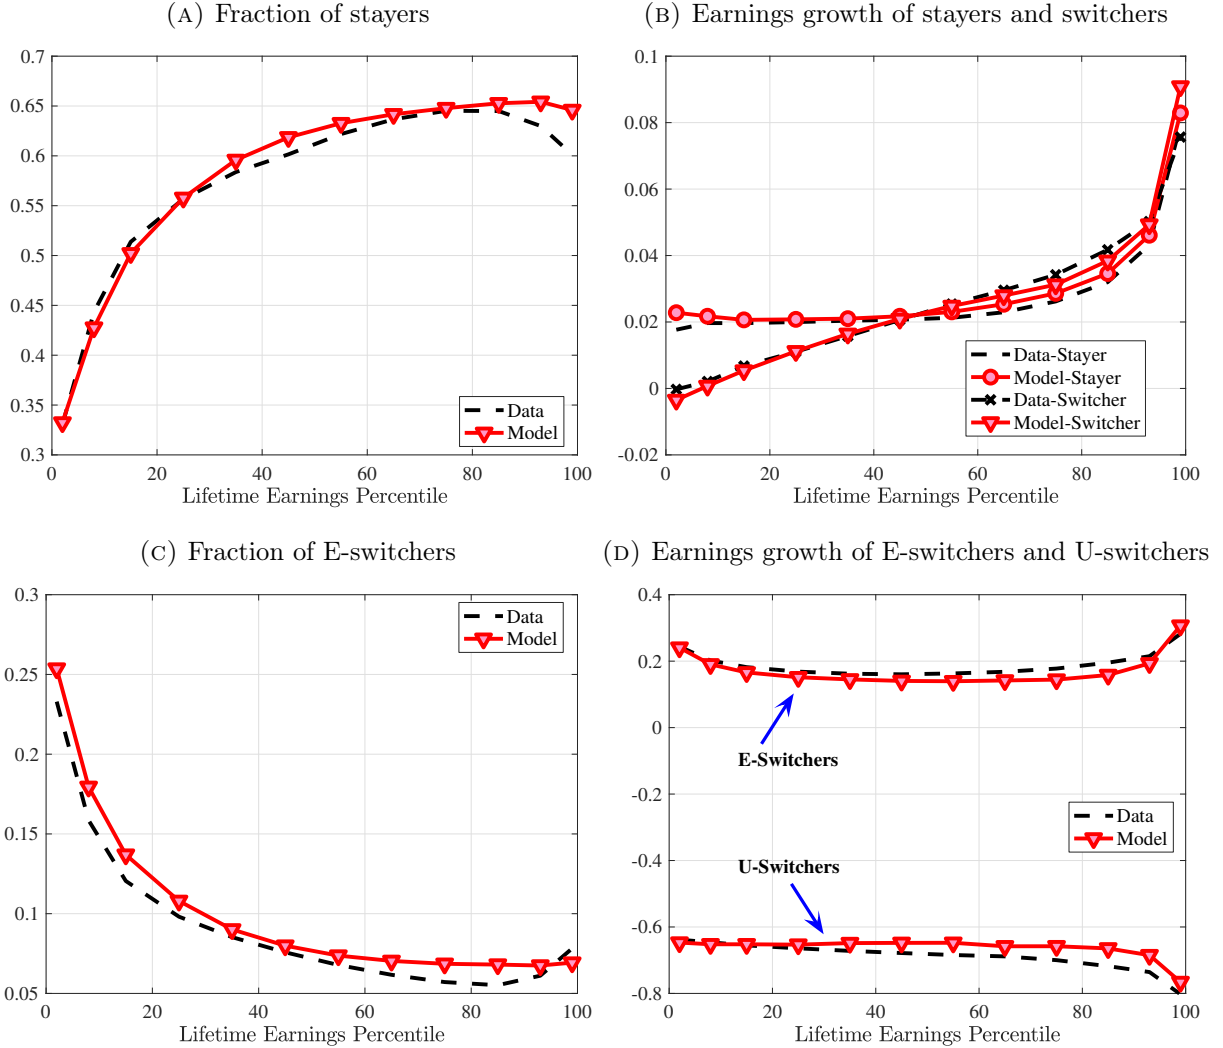 (A) Fraction of stayers
0.7
0.65
0.6
0.55
0.5
0.45
0.4
0.35
0.3
0 20 40 60 80 100
Lifetime Earnings Percentile
Data
Model
(B) Earnings growth of stayers and switchers
0.1
0.08
0.06
0.04
0.02
0
-0.02
0 20 40 60 80 100
Lifetime Earnings Percentile
Data-Stayer
Model-Stayer
Data-Switcher
Model-Switcher
(C) Fraction of E-switchers
0.3
0.25
0.2
0.15
0.1
0.05
0 20 40 60 80 100
Lifetime Earnings Percentile
Data
Model
(D) Earnings growth of E-switchers and U-switchers
0.4
0.2
0
-0.2
-0.4
-0.6
-0.8
0 20 40 60 80 100
Lifetime Earnings Percentile
E-Switchers
U-Switchers
Data
Model